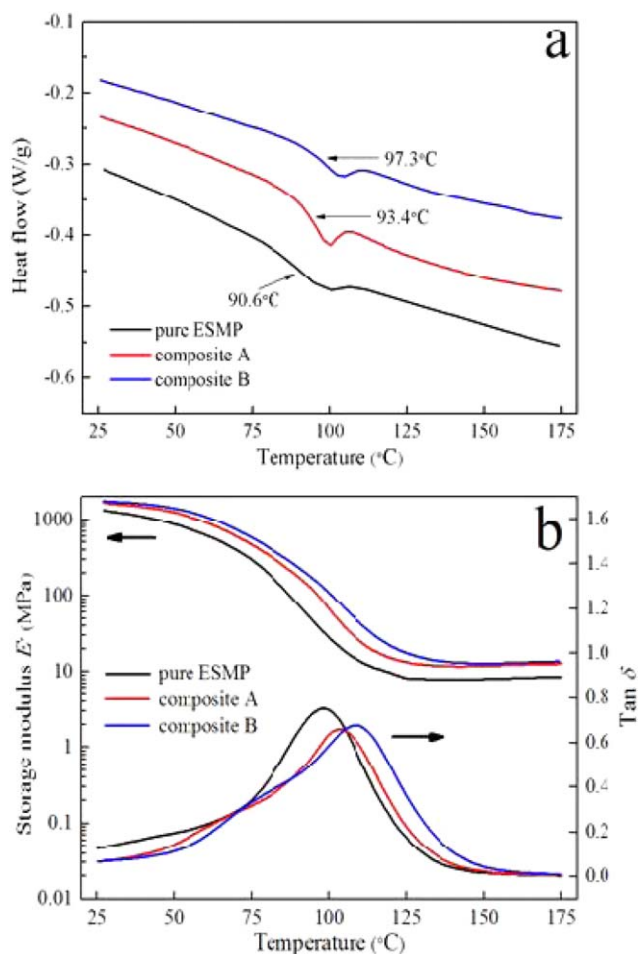 a
-0.1
-0.2
-0.3
-0.4
-0.5
-0.6
Heat flow (W/g)
97.3°C
93.4°C
90.6°C
pure ESMP
composite A
composite B
25 50 75 100 125 150 175
Temperature (°C)
b
1000
100
10
1
0.1
0.01
Storage modulus E' (MPa)
1.6
1.4
1.2
1.0
0.8
0.6
0.4
0.2
0.0
Tan δ
pure ESMP
composite A
composite B
25 50 75 100 125 150 175
Temperature (°C)